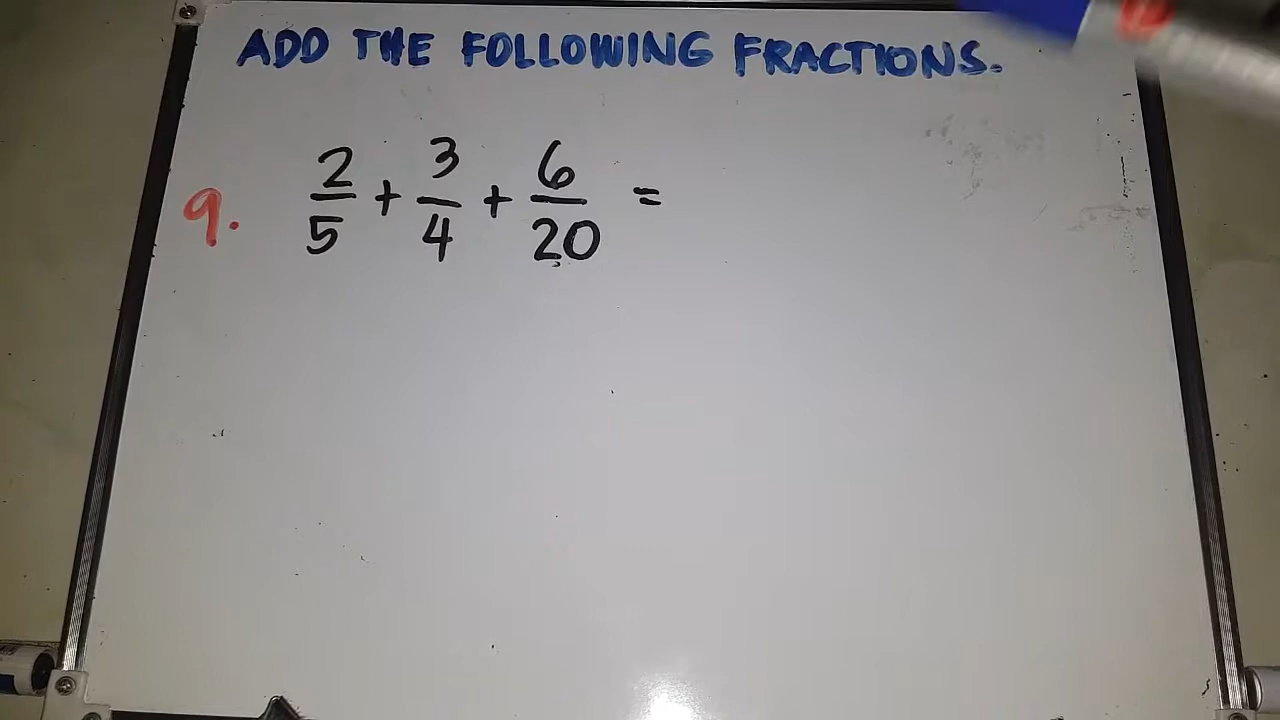 ADD THE FOLLOWING FRACTIONS.
9. 2/5 + 3/4 + 6/20 =